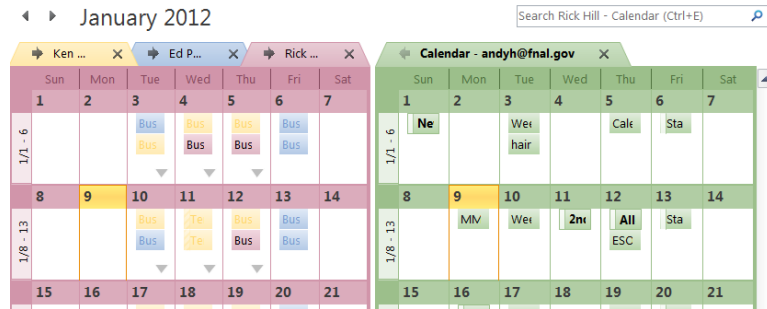 January 2012
Search Rick Hill - Calendar (Ctrl+E)
Ken ... Ed P... Rick ...
Calendar - andyh@fnal.gov
Sun Mon Tue Wed Thu Fri Sat
1 2 3 4 5 6 7
1/1 - 6
Bus Bus Bus Bus
Bus Bus Bus Bus
8 9 10 11 12 13 14
1/8 - 13
Bus Te Bus Bus
Bus Te Bus Bus
15 16 17 18 19 20 21
Sun Mon Tue Wed Thu Fri Sat
1 2 3 4 5 6 7
1/1 - 6
Ne Wee Cale Sta
hair
8 9 10 11 12 13 14
1/8 - 13
MM Wee 2nd All Sta
ESC
15 16 17 18 19 20 21